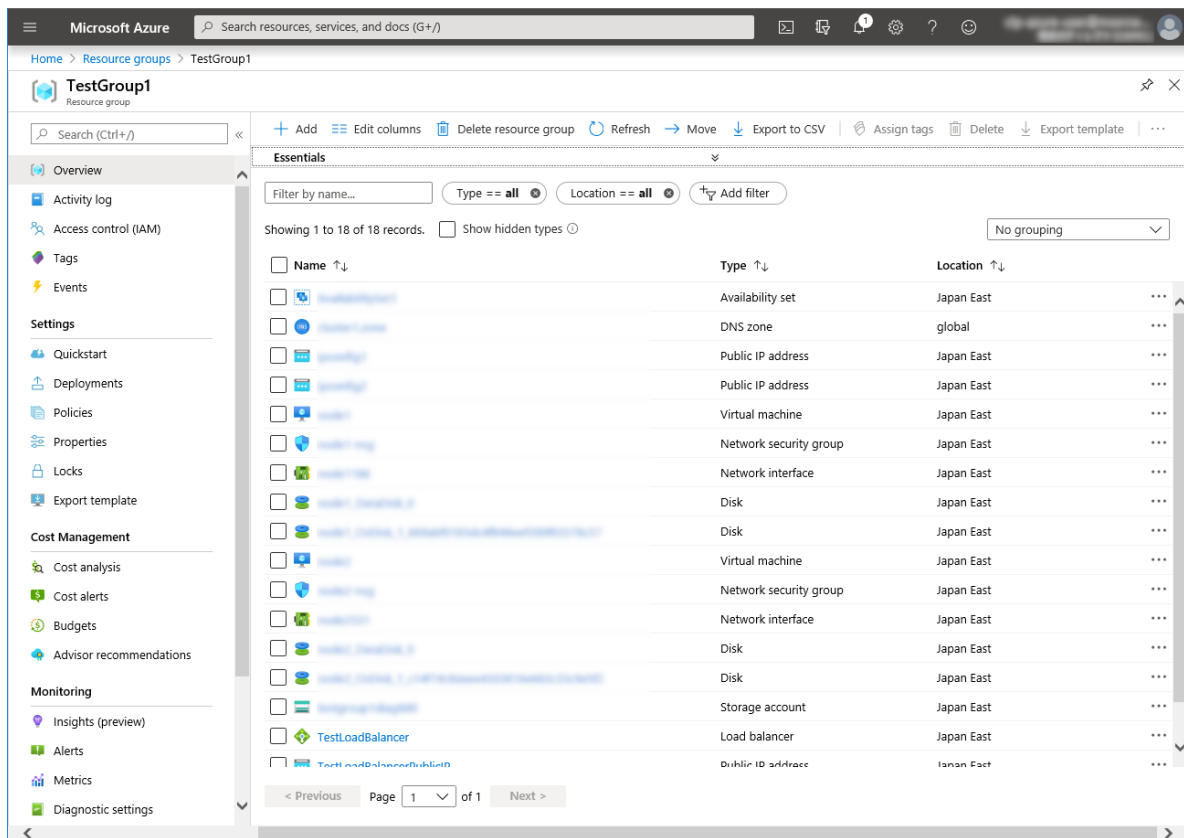 Microsoft Azure
Search resources, services, and docs (G+/)
1
Home > Resource groups > TestGroup1
TestGroup1
Resource group
Search (Ctrl+/)
«
Overview
Activity log
Access control (IAM)
Tags
Events
Settings
Quickstart
Deployments
Policies
Properties
Locks
Export template
Cost Management
Cost analysis
Cost alerts
Budgets
Advisor recommendations
Monitoring
Insights (preview)
Alerts
Metrics
Diagnostic settings
Add Edit columns Delete resource group Refresh Move Export to CSV Assign tags Delete Export template ...
Essentials
Filter by name... Type == all Location == all Add filter
Showing 1 to 18 of 18 records. Show hidden types No grouping
Name Type Location
Availability set Japan East
DNS zone global
Public IP address Japan East
Public IP address Japan East
Virtual machine Japan East
Network security group Japan East
Network interface Japan East
Disk Japan East
Disk Japan East
Virtual machine Japan East
Network security group Japan East
Network interface Japan East
Disk Japan East
Disk Japan East
Storage account Japan East
TestLoadBalancer Load balancer Japan East
TestLoadBalancerPublicIP Public IP address Japan East
< Previous Page 1 of 1 Next >